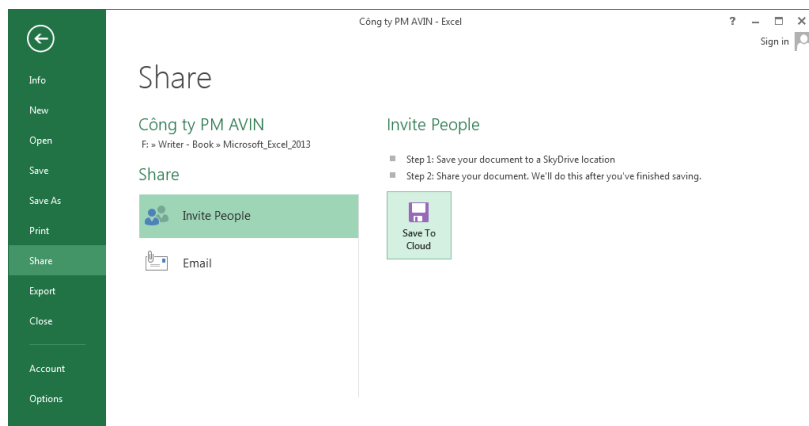 Công ty PM AVIN - Excel
?
Sign in
Info
New
Open
Save
Save As
Print
Share
Export
Close
Account
Options
Share
Công ty PM AVIN
F: » Writer - Book » Microsoft_Excel_2013
Share
Invite People
Email
Invite People
Step 1: Save your document to a SkyDrive location
Step 2: Share your document. We'll do this after you've finished saving.
Save To
Cloud